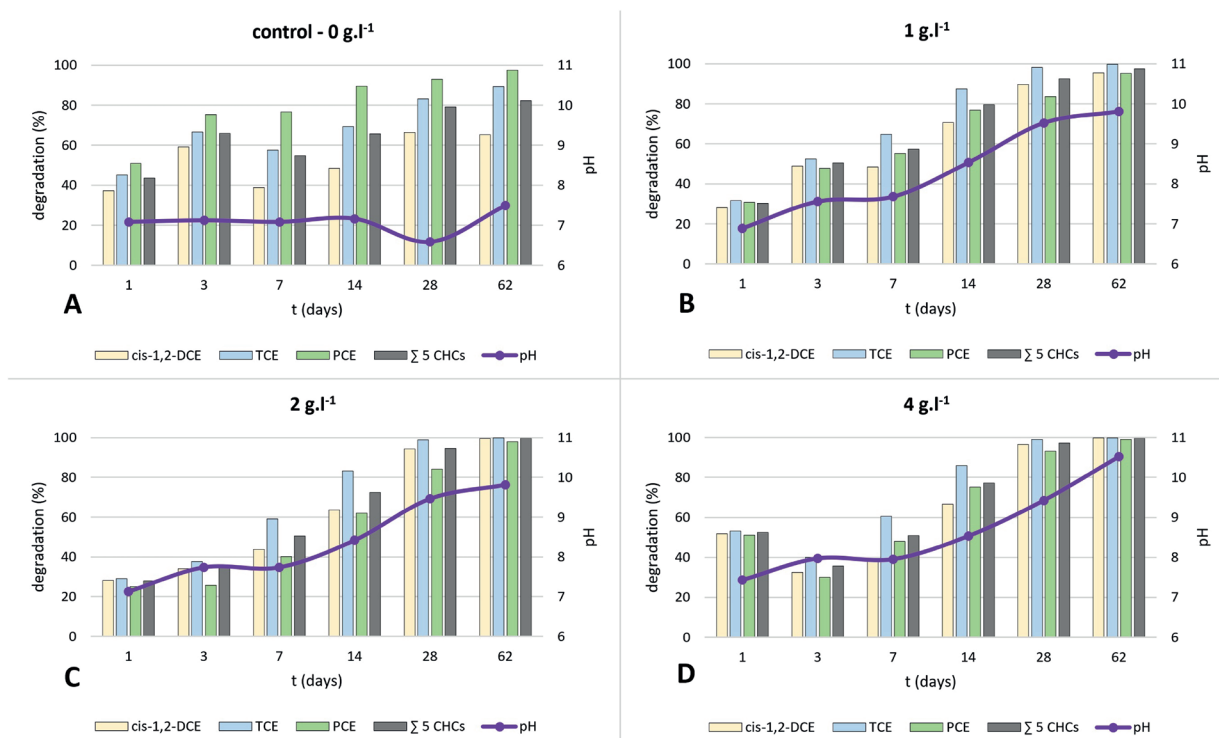 control - 0 g.l-1
100 11
80 10
60 9
40 8
20 7
0 6
degradation (%)
pH
1 3 7 14 28 62
t (days)
A
cis-1,2-DCE TCE PCE ∑ 5 CHCs pH
1 g.l-1
100 11
80 10
60 9
40 8
20 7
0 6
degradation (%)
pH
1 3 7 14 28 62
t (days)
B
cis-1,2-DCE TCE PCE ∑ 5 CHCs pH
2 g.l-1
100 11
80 10
60 9
40 8
20 7
0 6
degradation (%)
pH
1 3 7 14 28 62
t (days)
C
cis-1,2-DCE TCE PCE ∑ 5 CHCs pH
4 g.l-1
100 11
80 10
60 9
40 8
20 7
0 6
degradation (%)
pH
1 3 7 14 28 62
t (days)
D
cis-1,2-DCE TCE PCE ∑ 5 CHCs pH